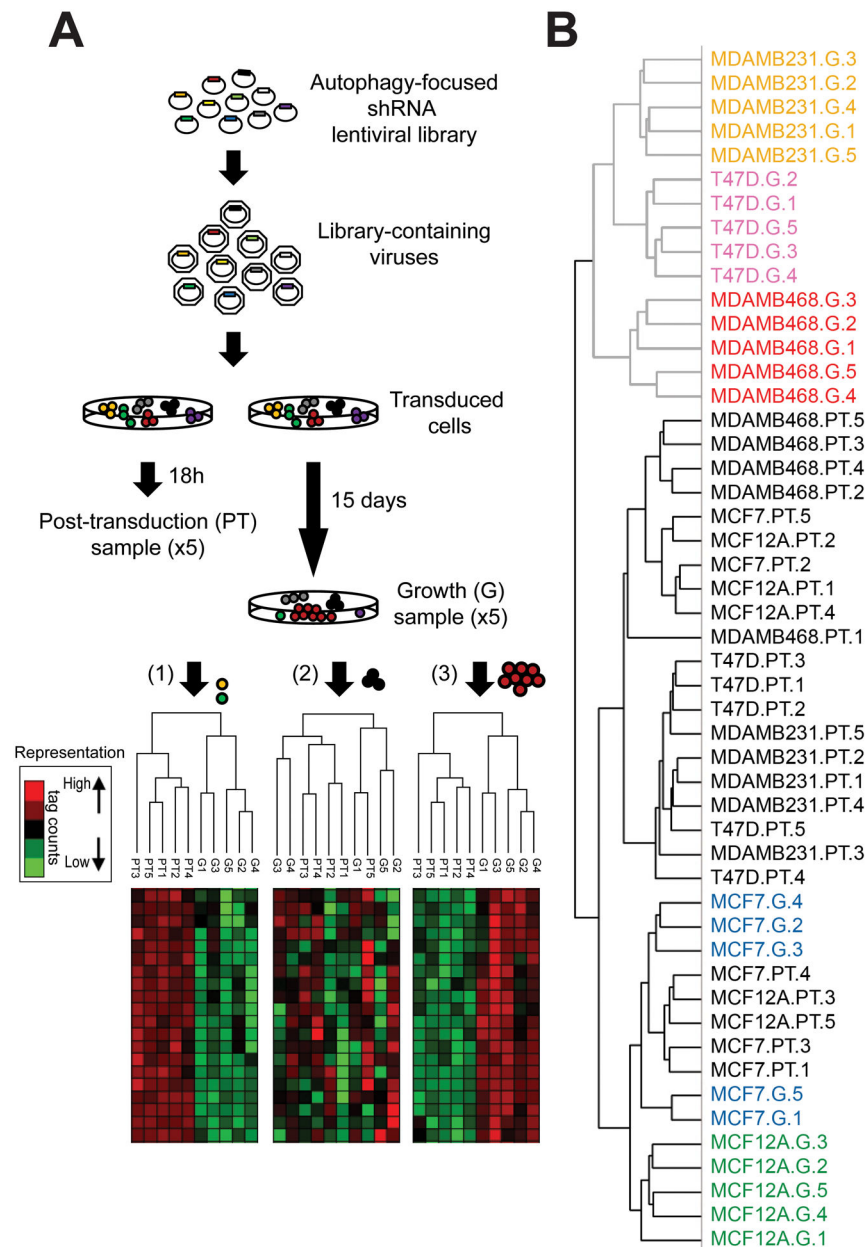 A
Autophagy-focused
shRNA
lentiviral library
Library-containing
viruses
Transduced
cells
18h
15 days
Post-transduction (PT)
sample (x5)
Growth (G)
sample (x5)
(1)
(2)
(3)
Representation
High
tag counts
Low
PT3 PT5 PT1 PT2 PT4 G1 G3 G5 G2 G4
G3 G4 PT3 PT4 PT2 PT1 G1 PT5 G5 G2
PT3 PT5 PT1 PT2 PT4 G1 G3 G5 G2 G4
B
MDAMB231.G.3
MDAMB231.G.2
MDAMB231.G.4
MDAMB231.G.1
MDAMB231.G.5
T47D.G.2
T47D.G.1
T47D.G.5
T47D.G.3
T47D.G.4
MDAMB468.G.3
MDAMB468.G.2
MDAMB468.G.1
MDAMB468.G.5
MDAMB468.G.4
MDAMB468.PT.5
MDAMB468.PT.3
MDAMB468.PT.4
MDAMB468.PT.2
MCF7.PT.5
MCF12A.PT.2
MCF7.PT.2
MCF12A.PT.1
MCF12A.PT.4
MDAMB468.PT.1
T47D.PT.3
T47D.PT.1
T47D.PT.2
MDAMB231.PT.5
MDAMB231.PT.2
MDAMB231.PT.1
MDAMB231.PT.4
T47D.PT.5
MDAMB231.PT.3
T47D.PT.4
MCF7.G.4
MCF7.G.2
MCF7.G.3
MCF7.PT.4
MCF12A.PT.3
MCF12A.PT.5
MCF7.PT.3
MCF7.PT.1
MCF7.G.5
MCF7.G.1
MCF12A.G.3
MCF12A.G.2
MCF12A.G.5
MCF12A.G.4
MCF12A.G.1